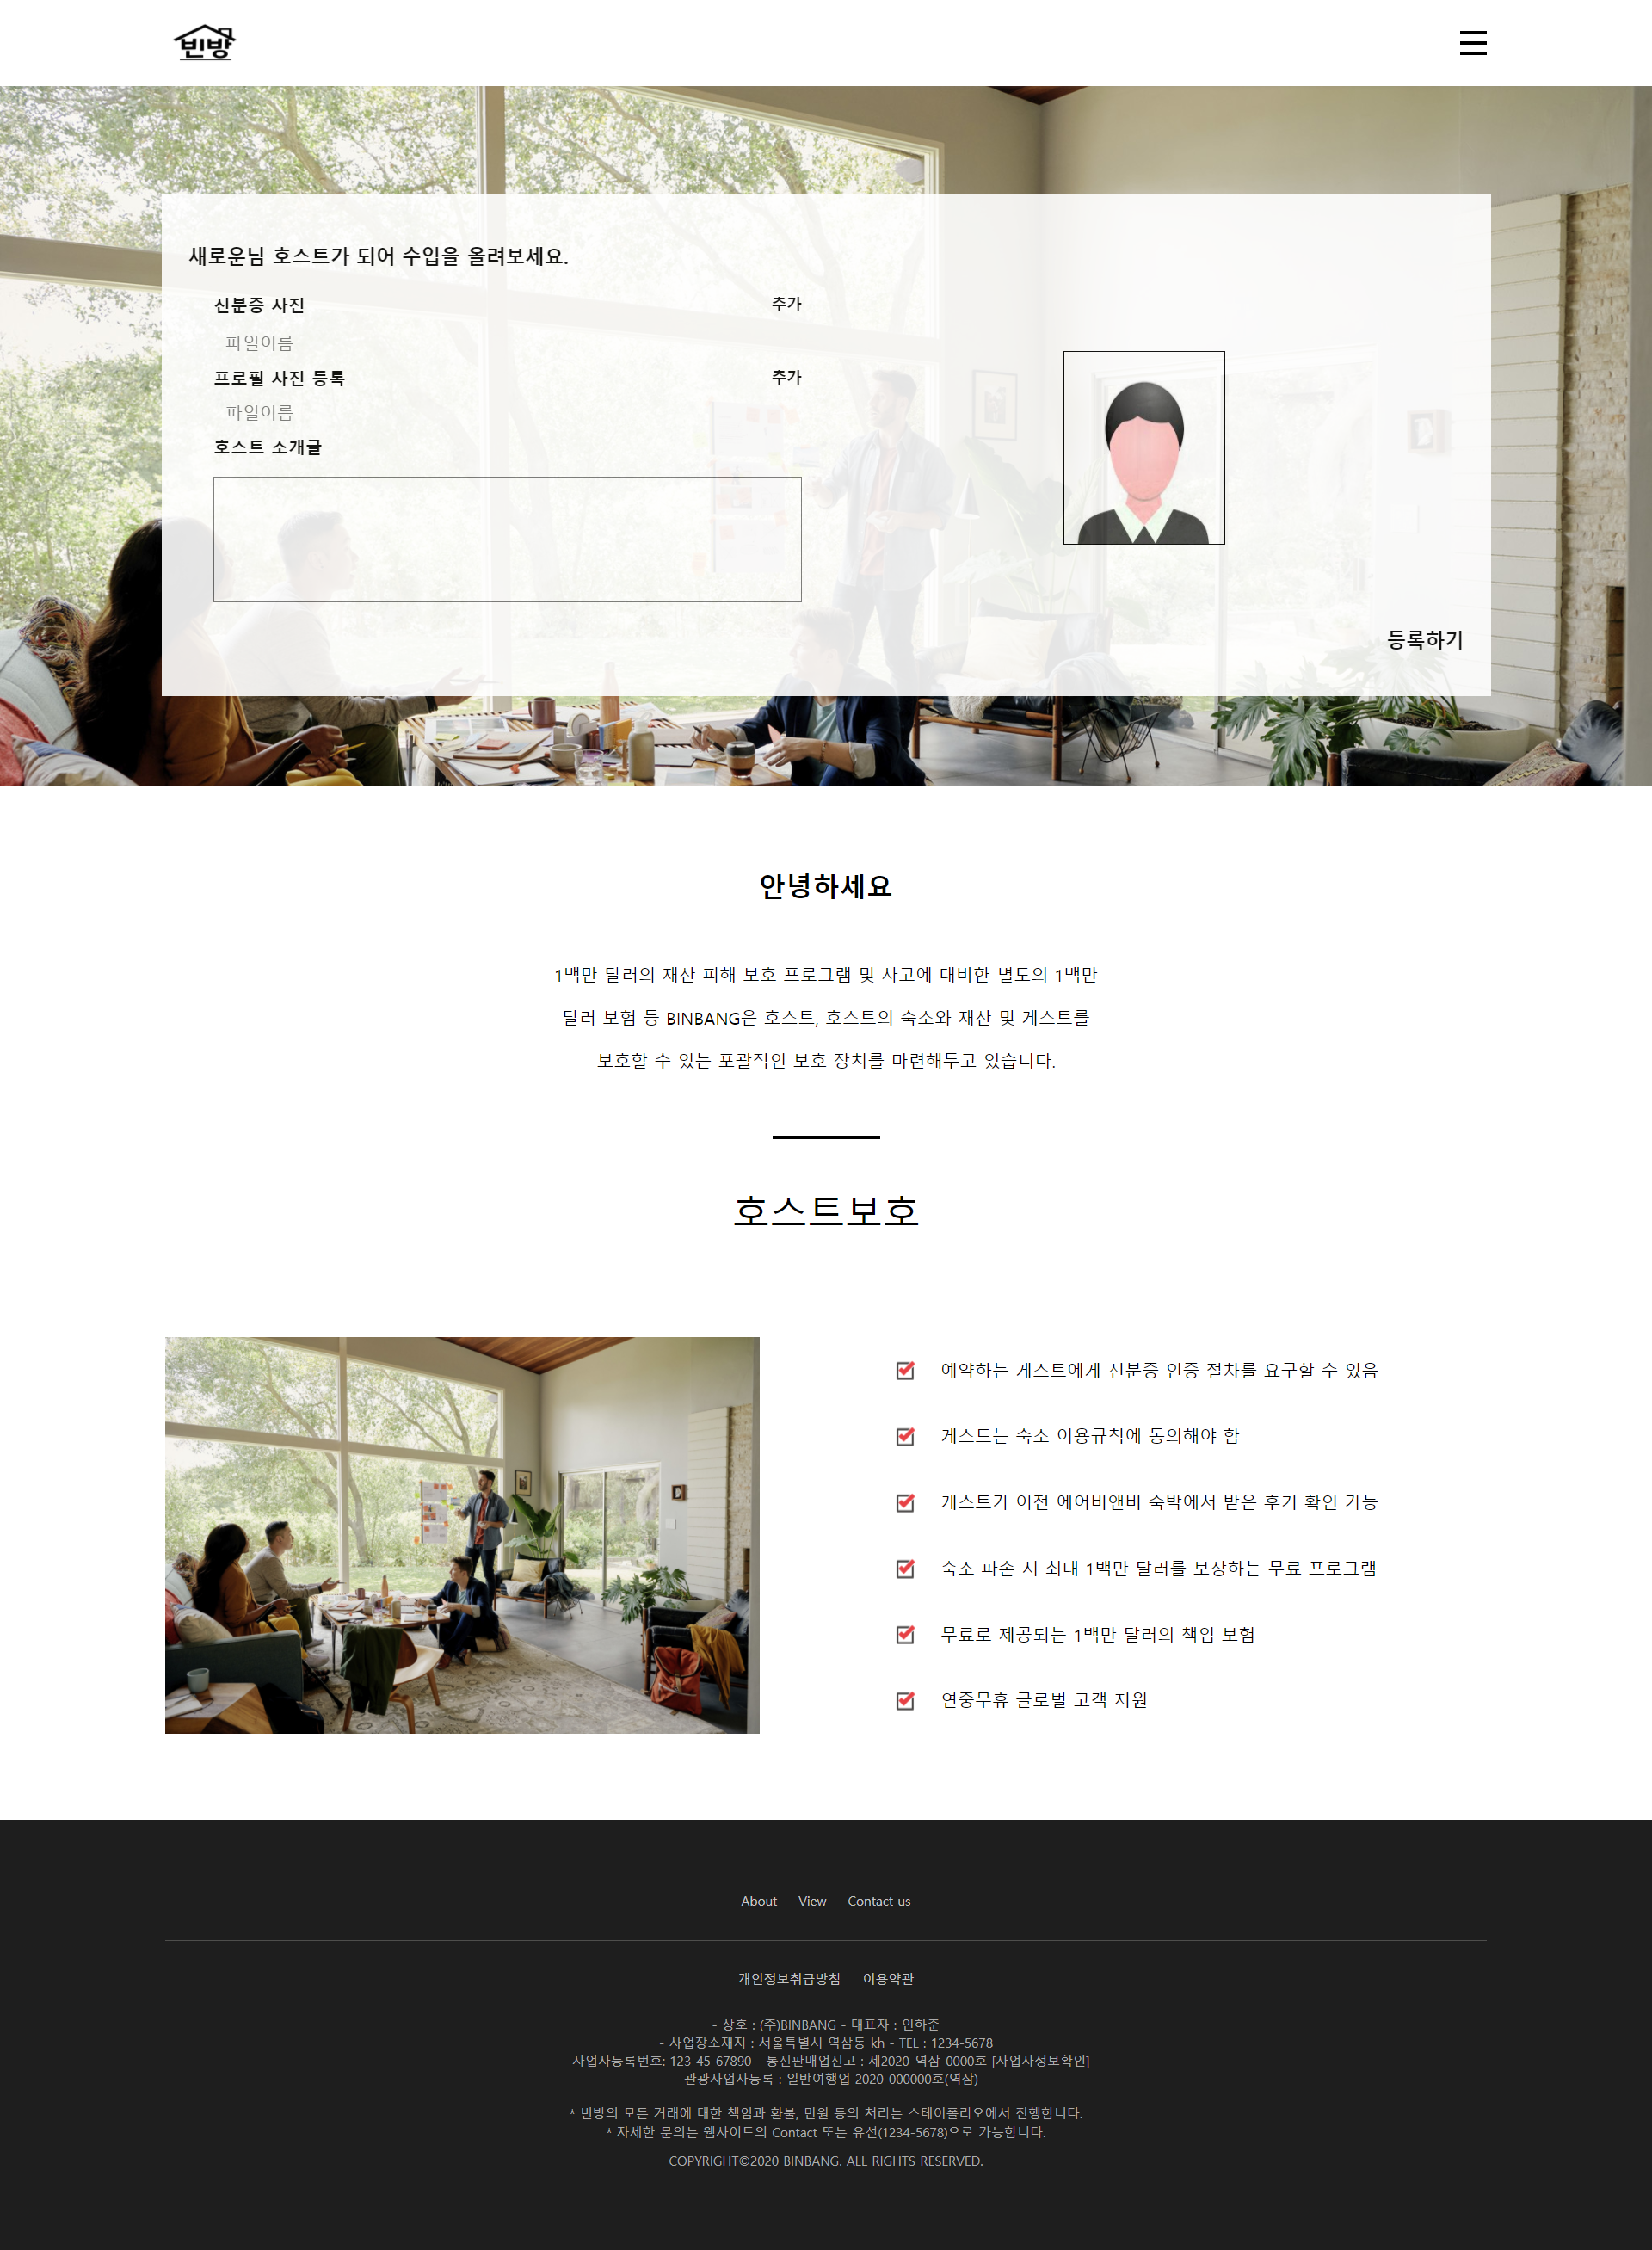 빈방
새로운님 호스트가 되어 수입을 올려보세요.
신분증 사진 추가
파일이름
프로필 사진 등록 추가
파일이름
호스트 소개글
등록하기
안녕하세요
1백만 달러의 재산 피해 보호 프로그램 및 사고에 대비한 별도의 1백만
달러 보험 등 BINBANG은 호스트, 호스트의 숙소와 재산 및 게스트를
보호할 수 있는 포괄적인 보호 장치를 마련해두고 있습니다.
호스트보호
예약하는 게스트에게 신분증 인증 절차를 요구할 수 있음
게스트는 숙소 이용규칙에 동의해야 함
게스트가 이전 에어비앤비 숙박에서 받은 후기 확인 가능
숙소 파손 시 최대 1백만 달러를 보상하는 무료 프로그램
무료로 제공되는 1백만 달러의 책임 보험
연중무휴 글로벌 고객 지원
About View Contact us
개인정보취급방침 이용약관
- 상호 : (주)BINBANG - 대표자 : 인하준
- 사업장소재지 : 서울특별시 역삼동 kh - TEL : 1234-5678
- 사업자등록번호: 123-45-67890 - 통신판매업신고 : 제2020-역삼-0000호 [사업자정보확인]
- 관광사업자등록 : 일반여행업 2020-000000호(역삼)
* 빈방의 모든 거래에 대한 책임과 환불, 민원 등의 처리는 스테이폴리오에서 진행합니다.
* 자세한 문의는 웹사이트의 Contact 또는 유선(1234-5678)으로 가능합니다.
COPYRIGHT©2020 BINBANG. ALL RIGHTS RESERVED.